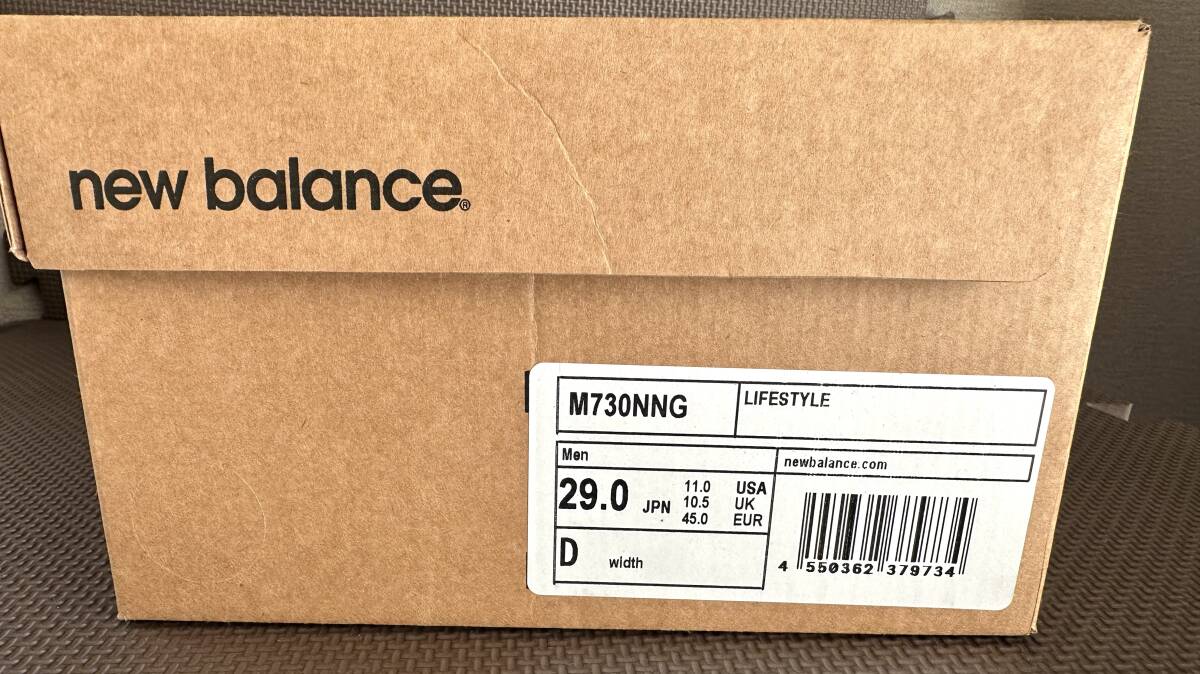 new balance®
M730NNG
LIFESTYLE
Men
newbalance.com
29.0 JPN
11.0 USA
10.5 UK
45.0 EUR
D width
4 550362 379734